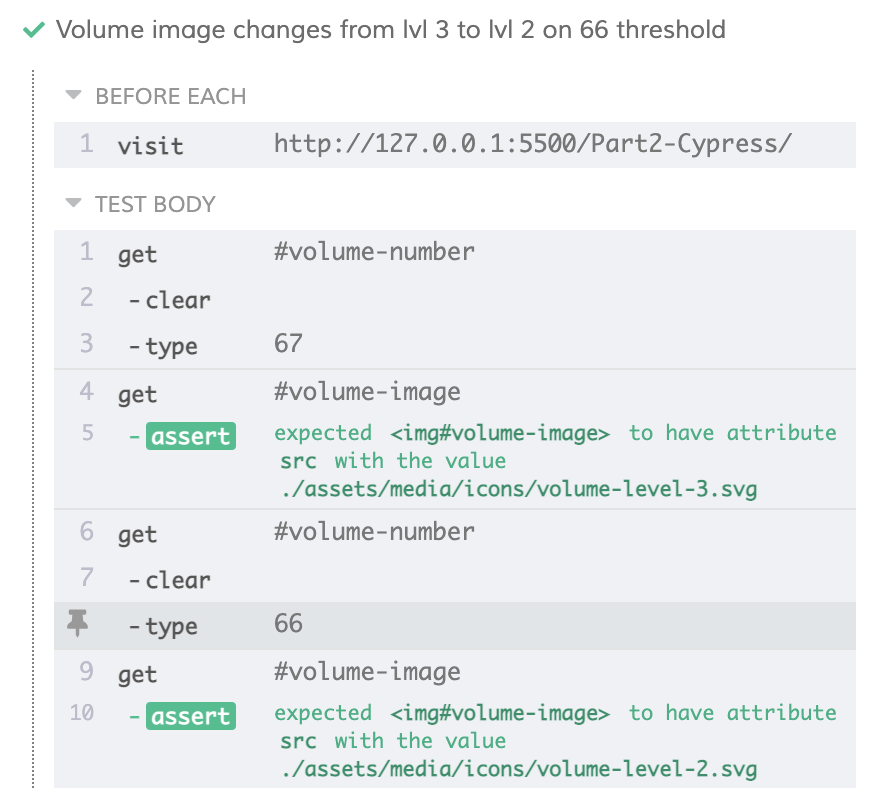 Volume image changes from lvl 3 to lvl 2 on 66 threshold
BEFORE EACH
1 visit http://127.0.0.1:5500/Part2-Cypress/
TEST BODY
1 get #volume-number
2 -clear
3 -type 67
4 get #volume-image
5 -assert expected <img#volume-image> to have attribute
src with the value
./assets/media/icons/volume-level-3.svg
6 get #volume-number
7 -clear
-type 66
9 get #volume-image
10 -assert expected <img#volume-image> to have attribute
src with the value
./assets/media/icons/volume-level-2.svg